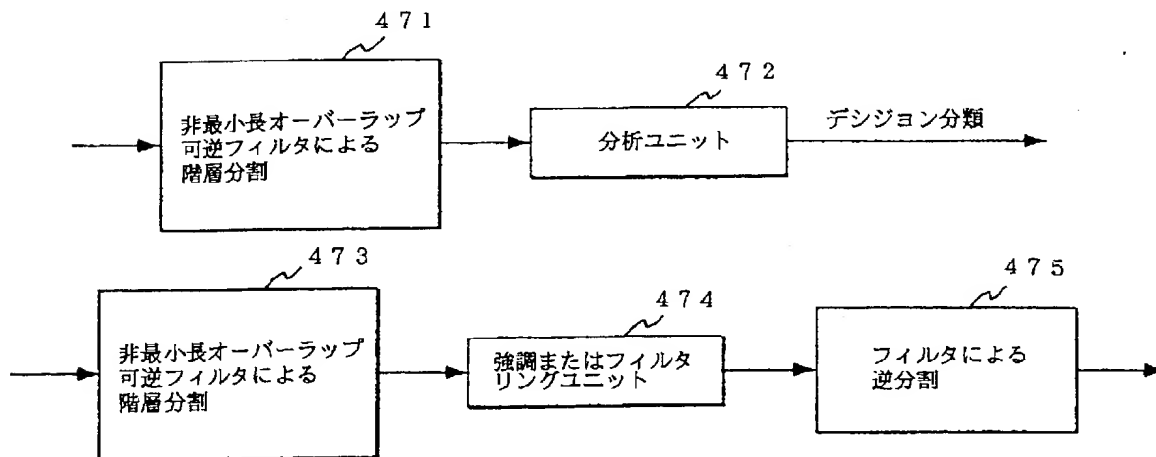 471
非最小長オーバーラップ
可逆フィルタによる
階層分割
472
分析ユニット
デシジョン分類
473
非最小長オーバーラップ
可逆フィルタによる
階層分割
474
強調またはフィルタ
リングユニット
475
フィルタによる
逆分割